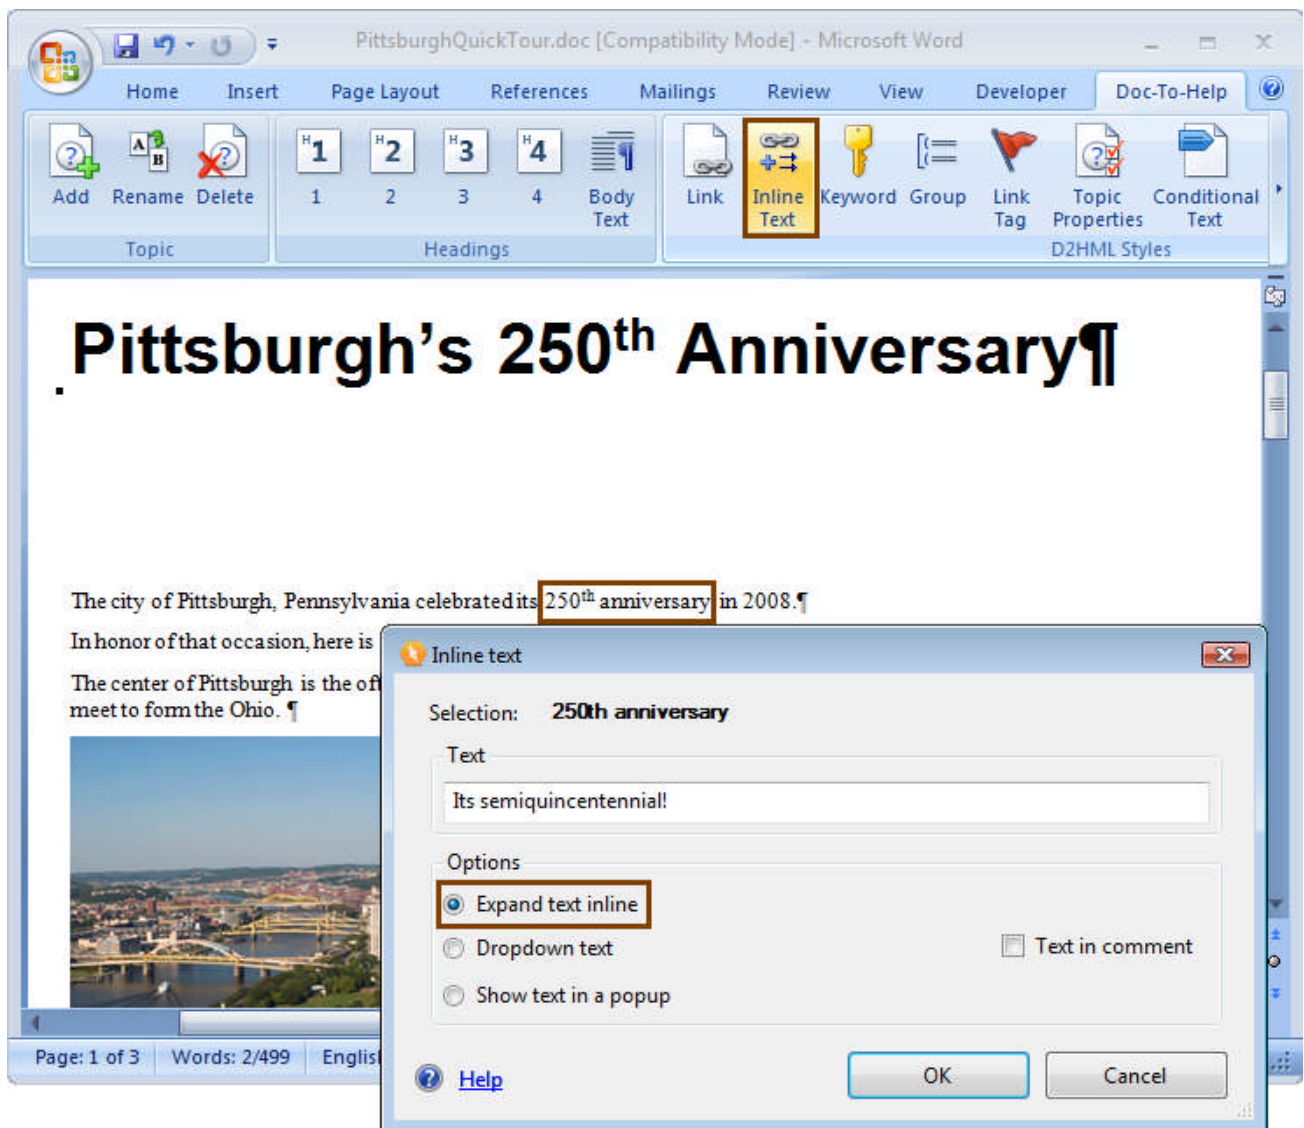 PittsburghQuickTour.doc [Compatibility Mode] - Microsoft Word
Home Insert Page Layout References Mailings Review View Developer Doc-To-Help
H1 H2 H3 H4
A B
Add Rename Delete 1 2 3 4 Body Text Link Inline Text Keyword Group Link Tag Topic Properties Conditional Text
Topic Headings D2HML Styles
Pittsburgh's 250th Anniversary¶
The city of Pittsburgh, Pennsylvania celebrated its 250th anniversary in 2008.¶
In honor of that occasion, here is
The center of Pittsburgh is the of
meet to form the Ohio. ¶
Inline text
Selection: 250th anniversary
Text
Its semiquincentennial!
Options
Expand text inline
Dropdown text
Text in comment
Show text in a popup
Help
OK Cancel
Page: 1 of 3 Words: 2/499 Englis